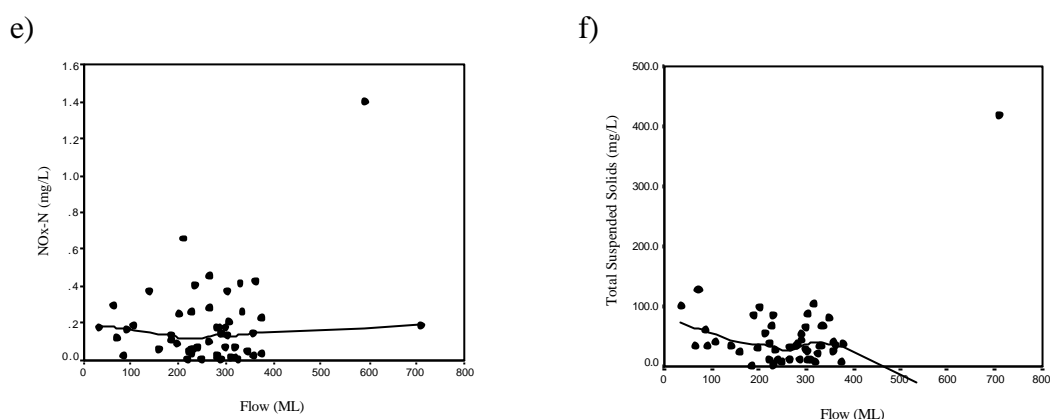 e)
f)
NOx-N (mg/L)
1.6
1.4
1.2
1.0
.8
.6
.4
.2
0.0
0 100 200 300 400 500 600 700 800
Flow (ML)
Total Suspended Solids (mg/L)
500.0
400.0
300.0
200.0
100.0
0.0
0 100 200 300 400 500 600 700 800
Flow (ML)